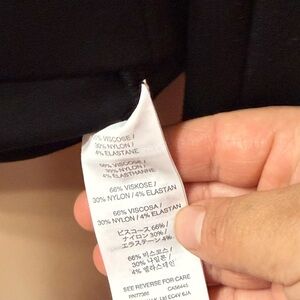 66% VISCOSE /
30% NYLON /
4% ELASTANE
66% VISCOSE /
30% NYLON /
4% ELASTHANNE
66% VISKOSE /
30% NYLON / 4% ELASTAN
66% VISCOSA /
30% NYLON / 4% ELASTAN
ビスコース 66% /
ナイロン 30% /
エラスターン 4%
66% 비스코스 /
30% 나일론 /
4% 엘라스테인
SEE REVERSE FOR CARE
EC4V 6JA